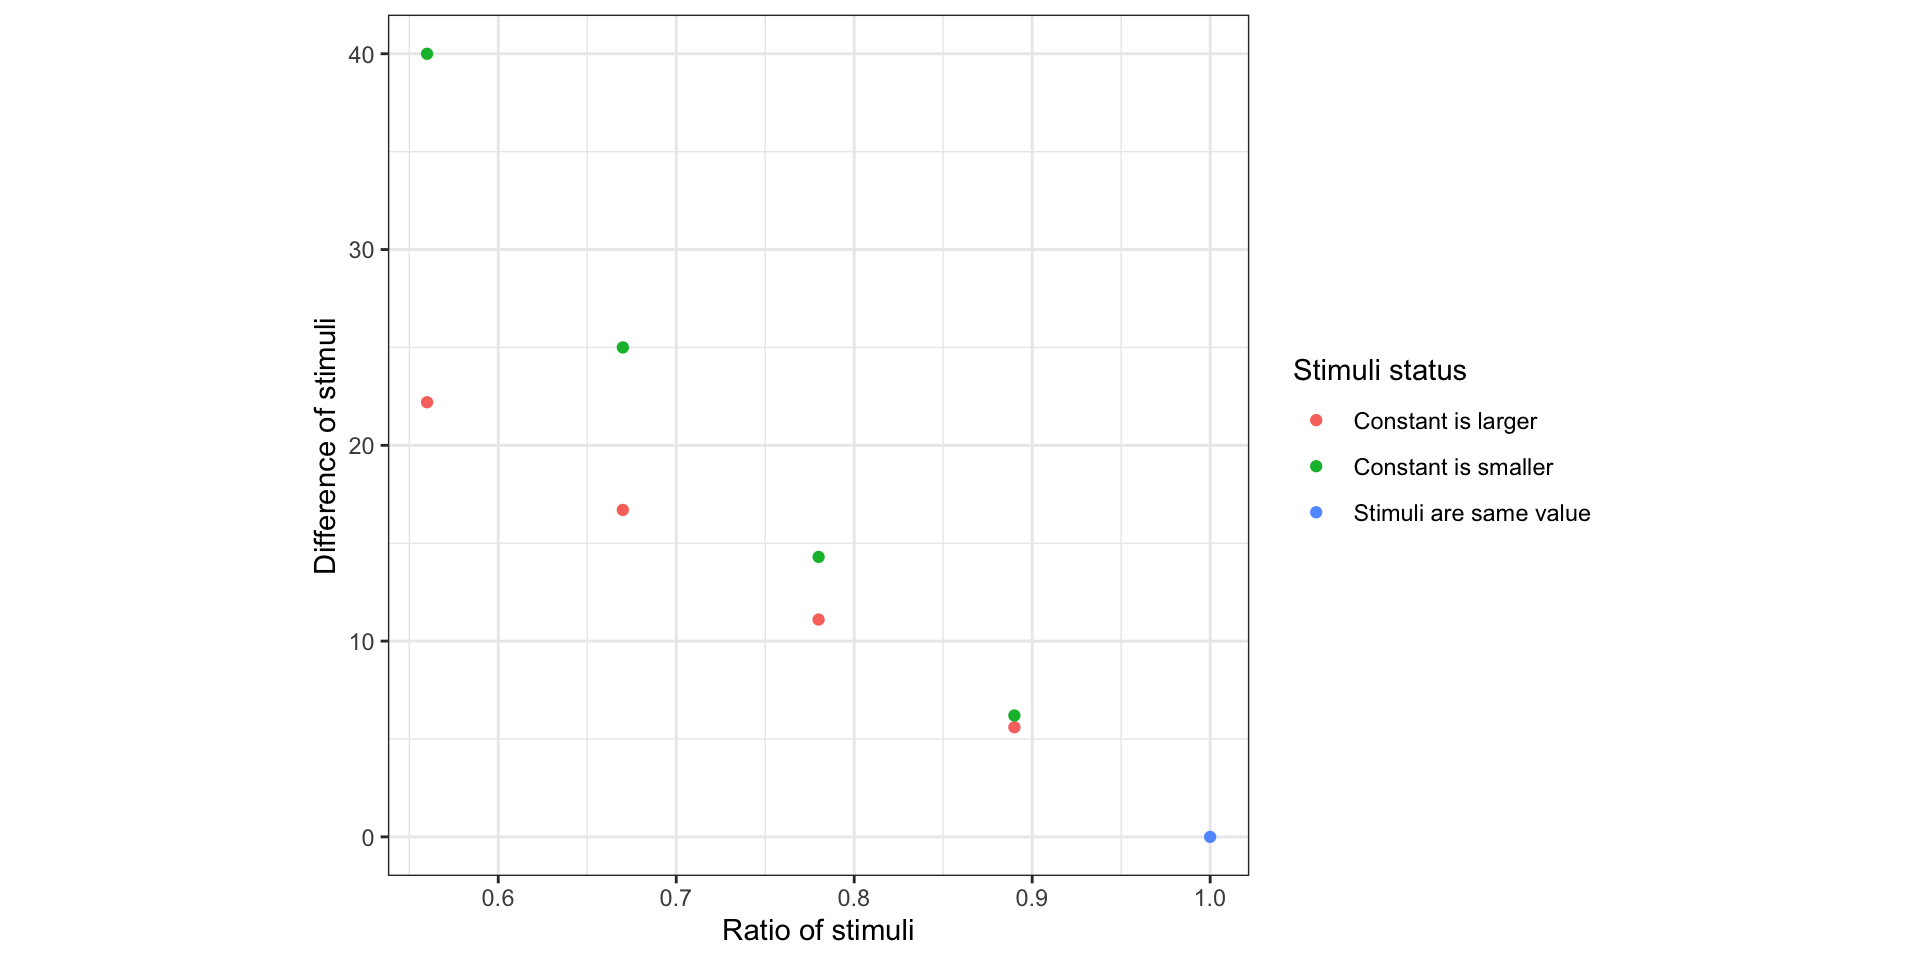 40
30
20
10
0
Difference of stimuli
0.6
0.7
0.8
0.9
1.0
Ratio of stimuli
Stimuli status
Constant is larger
Constant is smaller
Stimuli are same value